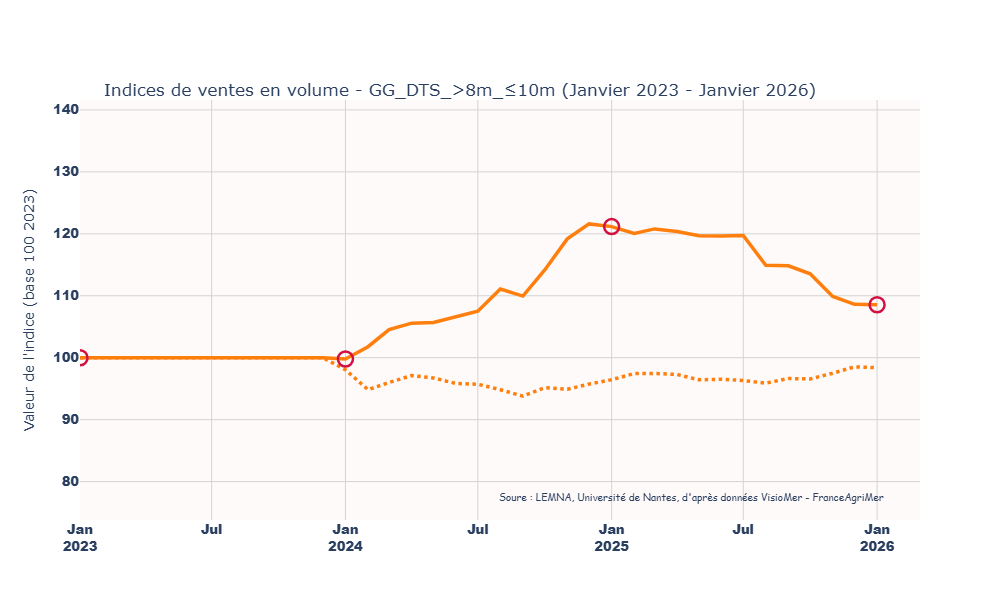 Indices de ventes en volume - GG_DTS_>8m_≤10m (Janvier 2023 - Janvier 2026)
Valeur de l'indice (base 100 2023)
140
130
120
110
100
90
80
Soure : LEMNA, Université de Nantes, d'après données VisioMer - FranceAgriMer
Jan Jul Jan Jul Jan Jul Jan
2023 2024 2025 2026